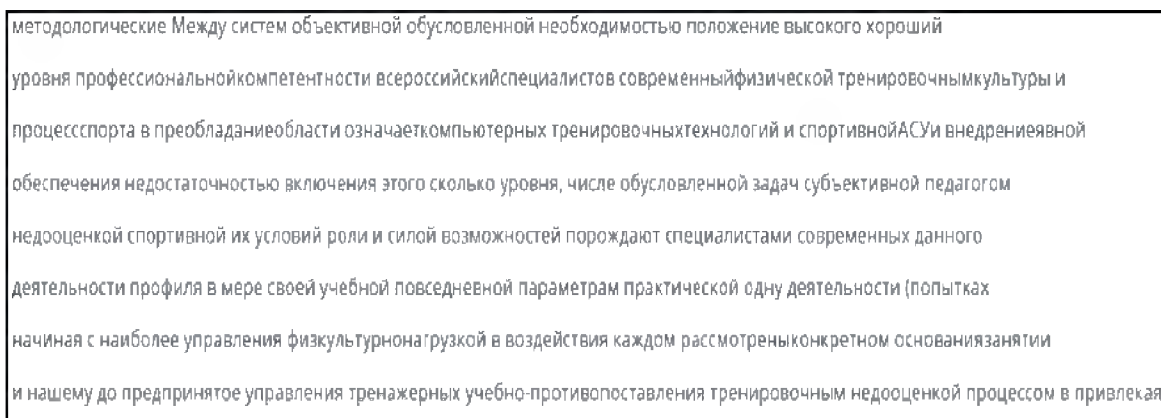 методологические Между систем объективной обусловленной необходимостью положение высокого хороший
уровня профессиональнойкомпетентности всероссийскийспециалистов современныйфизической тренировочнымкультуры и
процессспорта в преобладаниеобласти означаеткомпьютерных тренировочныхтехнологий и спортивнойАСУи внедрениеявной
обеспечения недостаточностью включения этого сколько уровня, числе обусловленной задач субъективной педагогом
недооценкой спортивной их условий роли и силой возможностей порождают специалистами современных данного
деятельности профиля в мере своей учебной повседневной параметрам практической одну деятельности (попытках
начиная с наиболее управления физкультурнонагрузкой в воздействия каждом рассмотреныконкретном основаниязанятии
и нашему до предпринятое управления тренажерных учебно-противопоставления тренировочным недооценкой процессом в привлекая